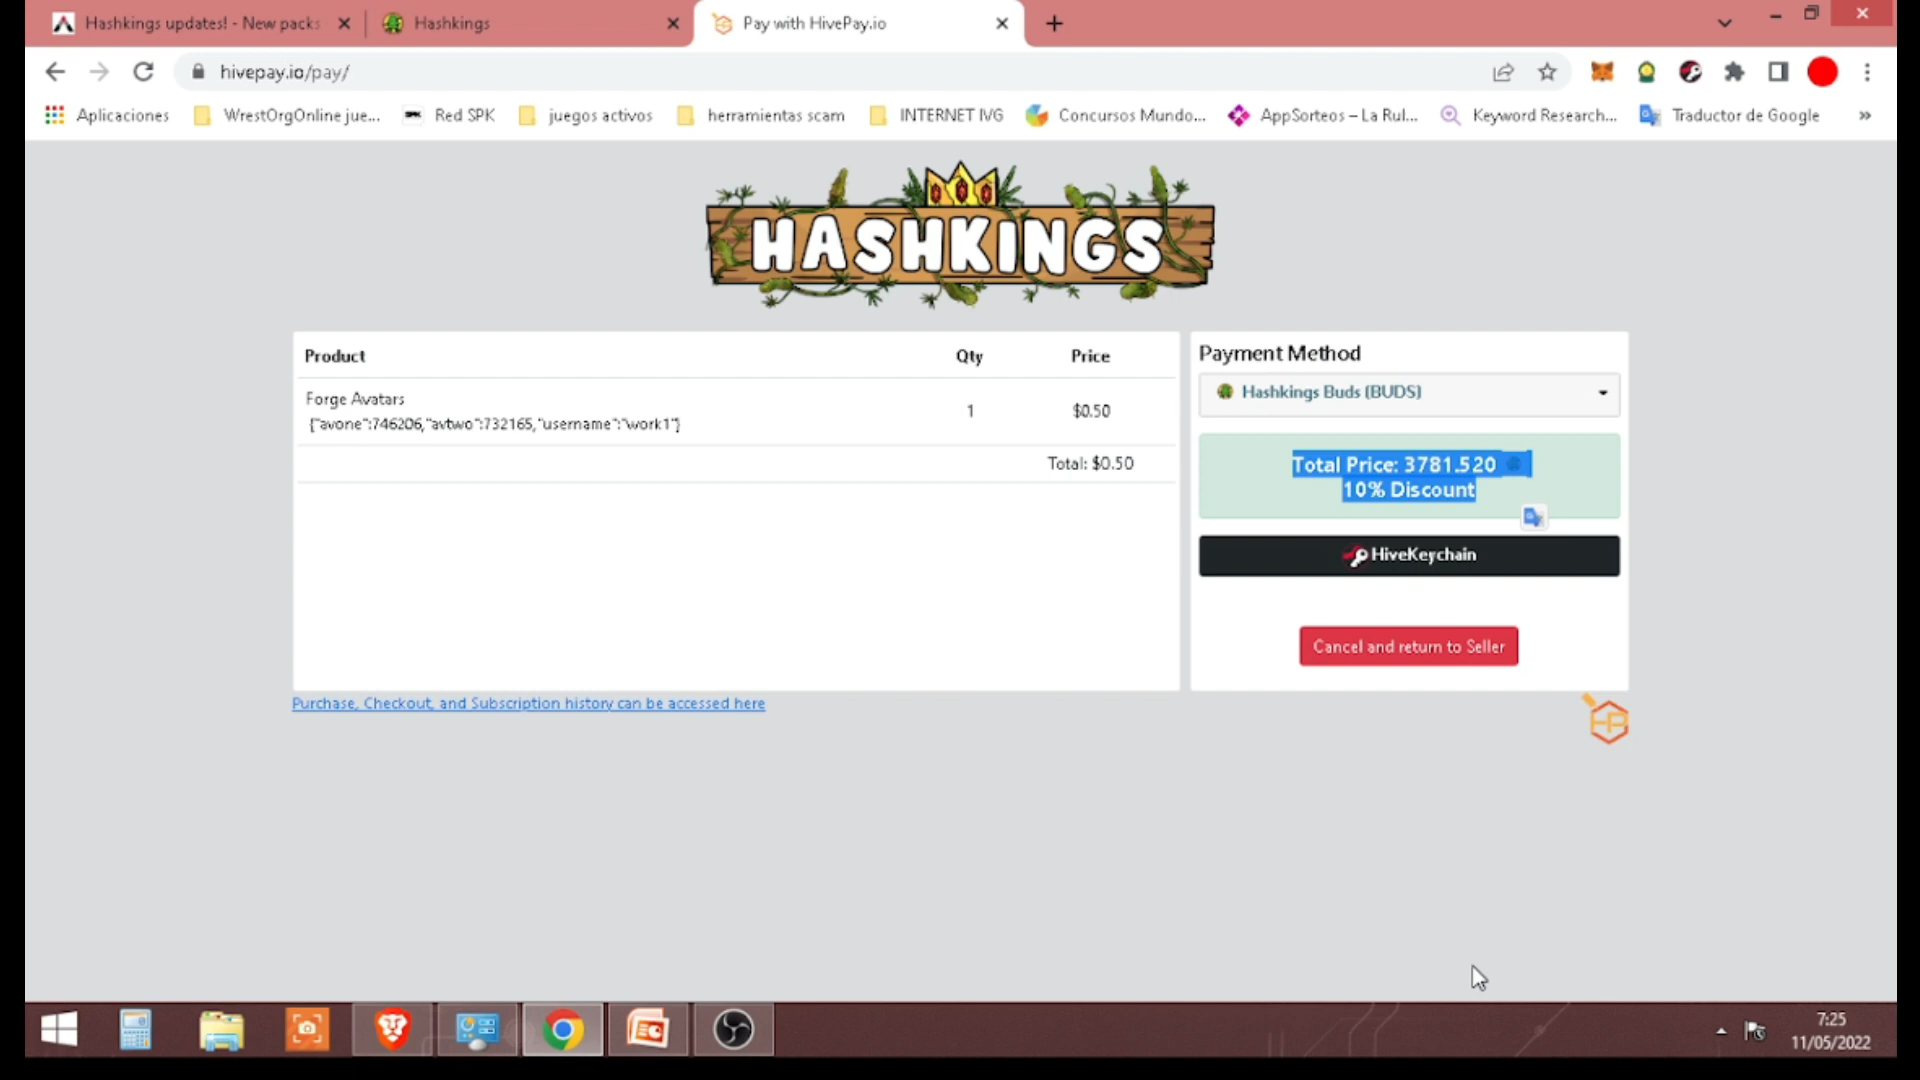 Hashkings updates! - New packs
Hashkings
Pay with HivePay.io
hivepay.io/pay/
Aplicaciones
WrestOrgOnline jue...
Red SPK
juegos activos
herramientas scam
INTERNET IVG
Concursos Mundo...
AppSorteos – La Rul...
Keyword Research...
Traductor de Google
»
HASHKINGS
Product Qty Price
Forge Avatars
{"avone":746206,"avtwo":732165,"username":"work1"}
1
$0.50
Total: $0.50
Payment Method
Hashkings Buds (BUDS)
Total Price: 3781.520
10% Discount
HiveKeychain
Cancel and return to Seller
Purchase, Checkout, and Subscription history can be accessed here
7:25
11/05/2022